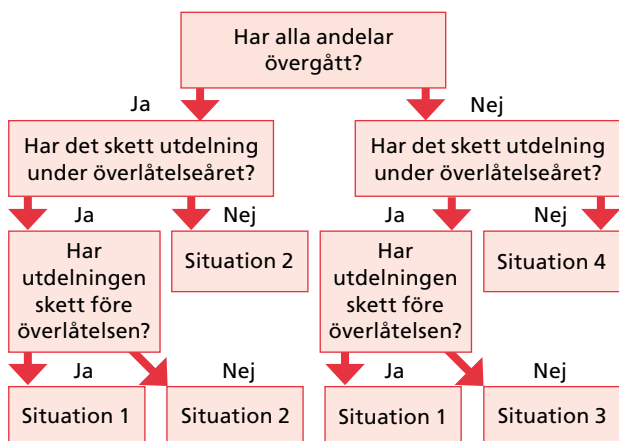 Har alla andelar
övergått?
Ja
Nej
Har det skett utdelning
under överlåtelseåret?
Har det skett utdelning
under överlåtelseåret?
Ja
Nej
Ja
Nej
Har
utdelningen
skett före
överlåtelsen?
Situation 2
Har
utdelningen
skett före
överlåtelsen?
Situation 4
Ja
Nej
Ja
Nej
Situation 1
Situation 2
Situation 1
Situation 3